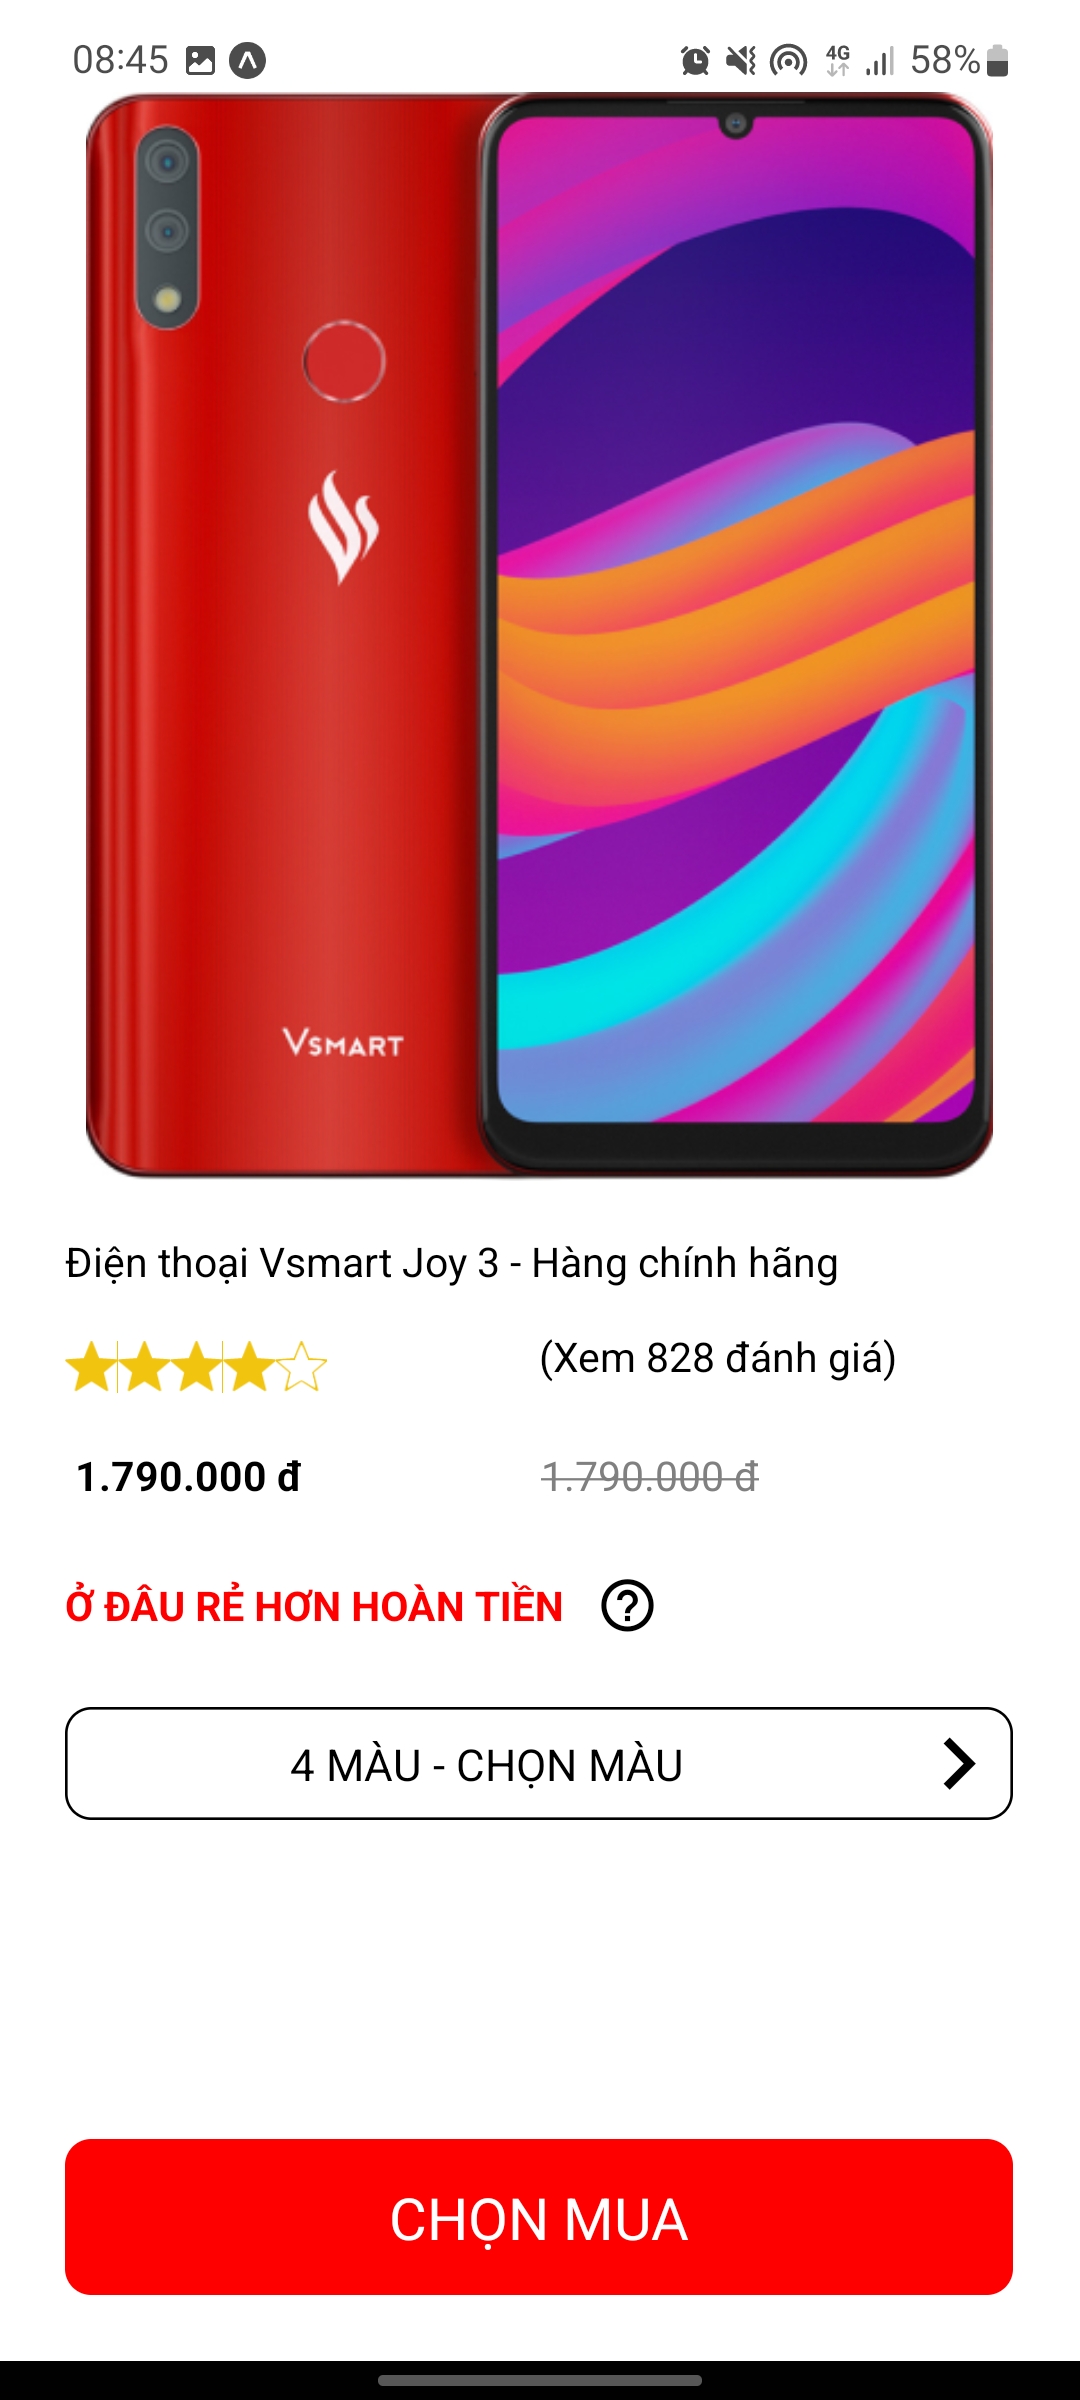 08:45
4G
58%
VSMART
Điện thoại Vsmart Joy 3 - Hàng chính hãng
(Xem 828 đánh giá)
1.790.000 đ
1.790.000 đ
Ở ĐÂU RẺ HƠN HOÀN TIỀN
?
4 MÀU - CHỌN MÀU
CHỌN MUA